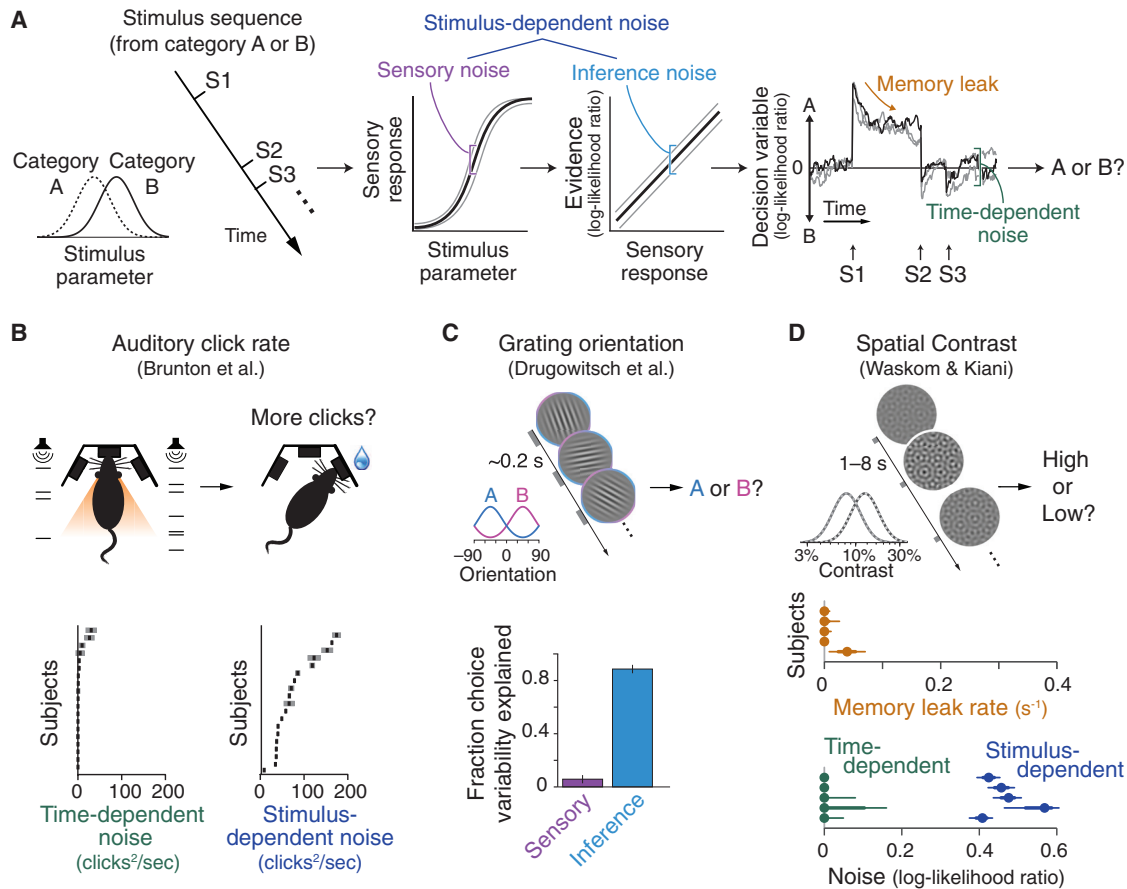 A
Stimulus sequence
(from category A or B)
S1
S2
S3
Time
Category
A
Category
B
Stimulus
parameter
Stimulus-dependent noise
Sensory noise
Inference noise
Sensory
response
Stimulus
parameter
Evidence
(log-likelihood ratio)
Sensory
response
Decision variable
(log-likelihood ratio)
A
0
B
Memory leak
Time
Time-dependent
noise
S1
S2
S3
A or B?
B
Auditory click rate
(Brunton et al.)
More clicks?
Subjects
0 100 200
Time-dependent
noise
(clicks²/sec)
Subjects
0 100 200
Stimulus-
dependent noise
(clicks²/sec)
C
Grating orientation
(Drugowitsch et al.)
~0.2 s
A B
−90 0 90
Orientation
A or B?
Fraction choice
variability explained
0.8
0.4
0
Sensory
Inference
D
Spatial Contrast
(Waskom & Kiani)
1–8 s
3% 10% 30%
Contrast
High
or
Low?
Subjects
0 0.2 0.4
Memory leak rate (s⁻¹)
Time-
dependent
Stimulus-
dependent
0 0.2 0.4 0.6
Noise (log-likelihood ratio)